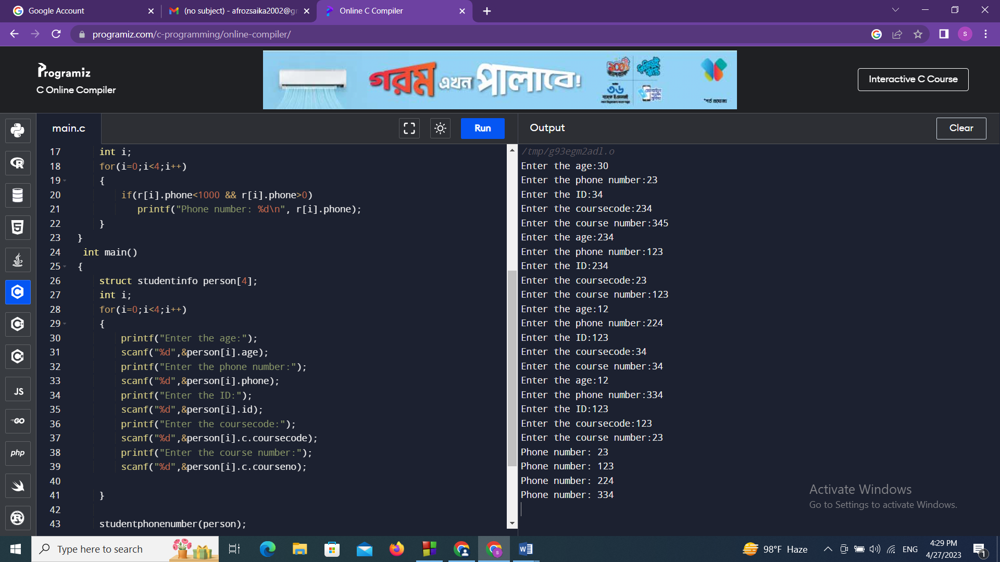 Google Account
(no subject) - afrozsaika2002@gr
Online C Compiler
programiz.com/c-programming/online-compiler/
s
Programiz
C Online Compiler
গরম এখন পালাবে!
৩৬
*শর্ত প্রযোজ্য
Interactive C Course
main.c
Run
Output
Clear
17 int i;
18 for(i=0;i<4;i++)
19 {
20 if(r[i].phone<1000 && r[i].phone>0)
21 printf("Phone number: %d\n", r[i].phone);
22 }
23 }
24 int main()
25 {
26 struct studentinfo person[4];
27 int i;
28 for(i=0;i<4;i++)
29 {
30 printf("Enter the age:");
31 scanf("%d",&person[i].age);
32 printf("Enter the phone number:");
33 scanf("%d",&person[i].phone);
34 printf("Enter the ID:");
35 scanf("%d",&person[i].id);
36 printf("Enter the coursecode:");
37 scanf("%d",&person[i].c.coursecode);
38 printf("Enter the course number:");
39 scanf("%d",&person[i].c.courseno);
40
41 }
42
43 studentphonenumber(person);
/tmp/g93egm2adl.o
Enter the age:30
Enter the phone number:23
Enter the ID:34
Enter the coursecode:234
Enter the course number:345
Enter the age:234
Enter the phone number:123
Enter the ID:234
Enter the coursecode:23
Enter the course number:123
Enter the age:12
Enter the phone number:224
Enter the ID:123
Enter the coursecode:34
Enter the course number:34
Enter the age:12
Enter the phone number:334
Enter the ID:123
Enter the coursecode:123
Enter the course number:23
Phone number: 23
Phone number: 123
Phone number: 224
Phone number: 334
JS
GO
php
Activate Windows
Go to Settings to activate Windows.
Type here to search
98°F Haze
ENG
4:29 PM
4/27/2023
1